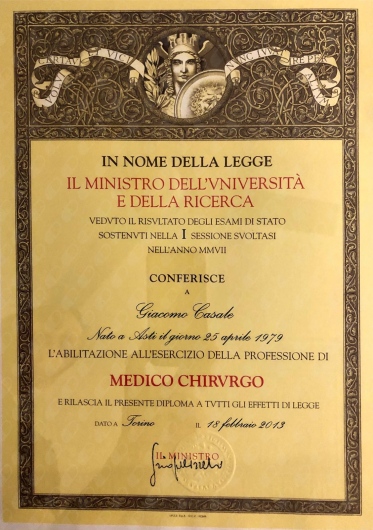 IN NOME DELLA LEGGE
IL MINISTRO DELL'VNIVERSITÀ
E DELLA RICERCA
VEDVTO IL RISVLTATO DEGLI ESAMI DI STATO
SOSTENVTI NELLA I SESSIONE SVOLTASI
NELL'ANNO MMVII
CONFERISCE
A
Giacomo Casale
Nato a Asti il giorno 25 aprile 1979
L'ABILITAZIONE ALL'ESERCIZIO DELLA PROFESSIONE DI
MEDICO CHIRVRGO
E RILASCIA IL PRESENTE DIPLOMA A TVTTI GLI EFFETTI DI LEGGE
DATO A Torino IL 18 febbraio 2013
IL MINISTRO